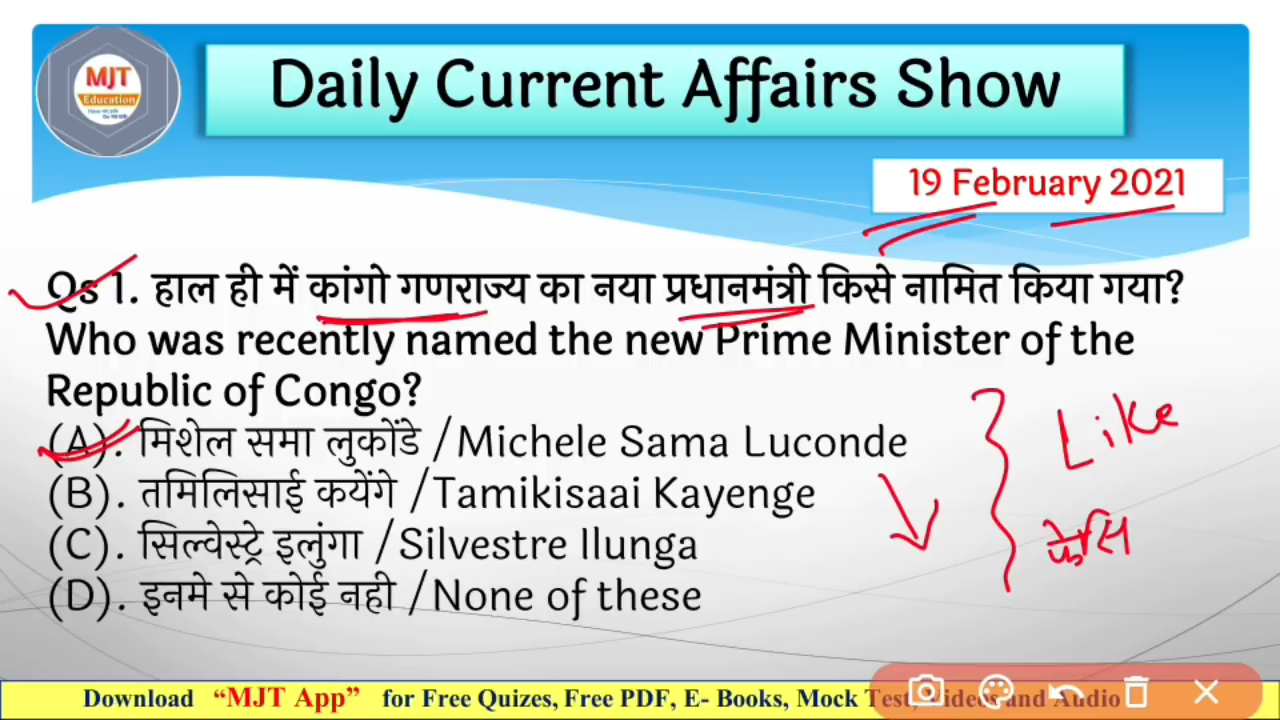 MJT
Education
Daily Current Affairs Show
19 February 2021
Qs 1. हाल ही में कांगो गणराज्य का नया प्रधानमंत्री किसे नामित किया गया?
Who was recently named the new Prime Minister of the
Republic of Congo?
(A). मिशेल समा लुकोंडे /Michele Sama Luconde
(B). तमिलिसाई कयेंगे /Tamikisaai Kayenge
(C). सिल्वेस्ट्रे इलुंगा /Silvestre Ilunga
(D). इनमे से कोई नही /None of these
Like
Download “MJT App” for Free Quizes, Free PDF, E- Books, Mock Test, Videos and Audio